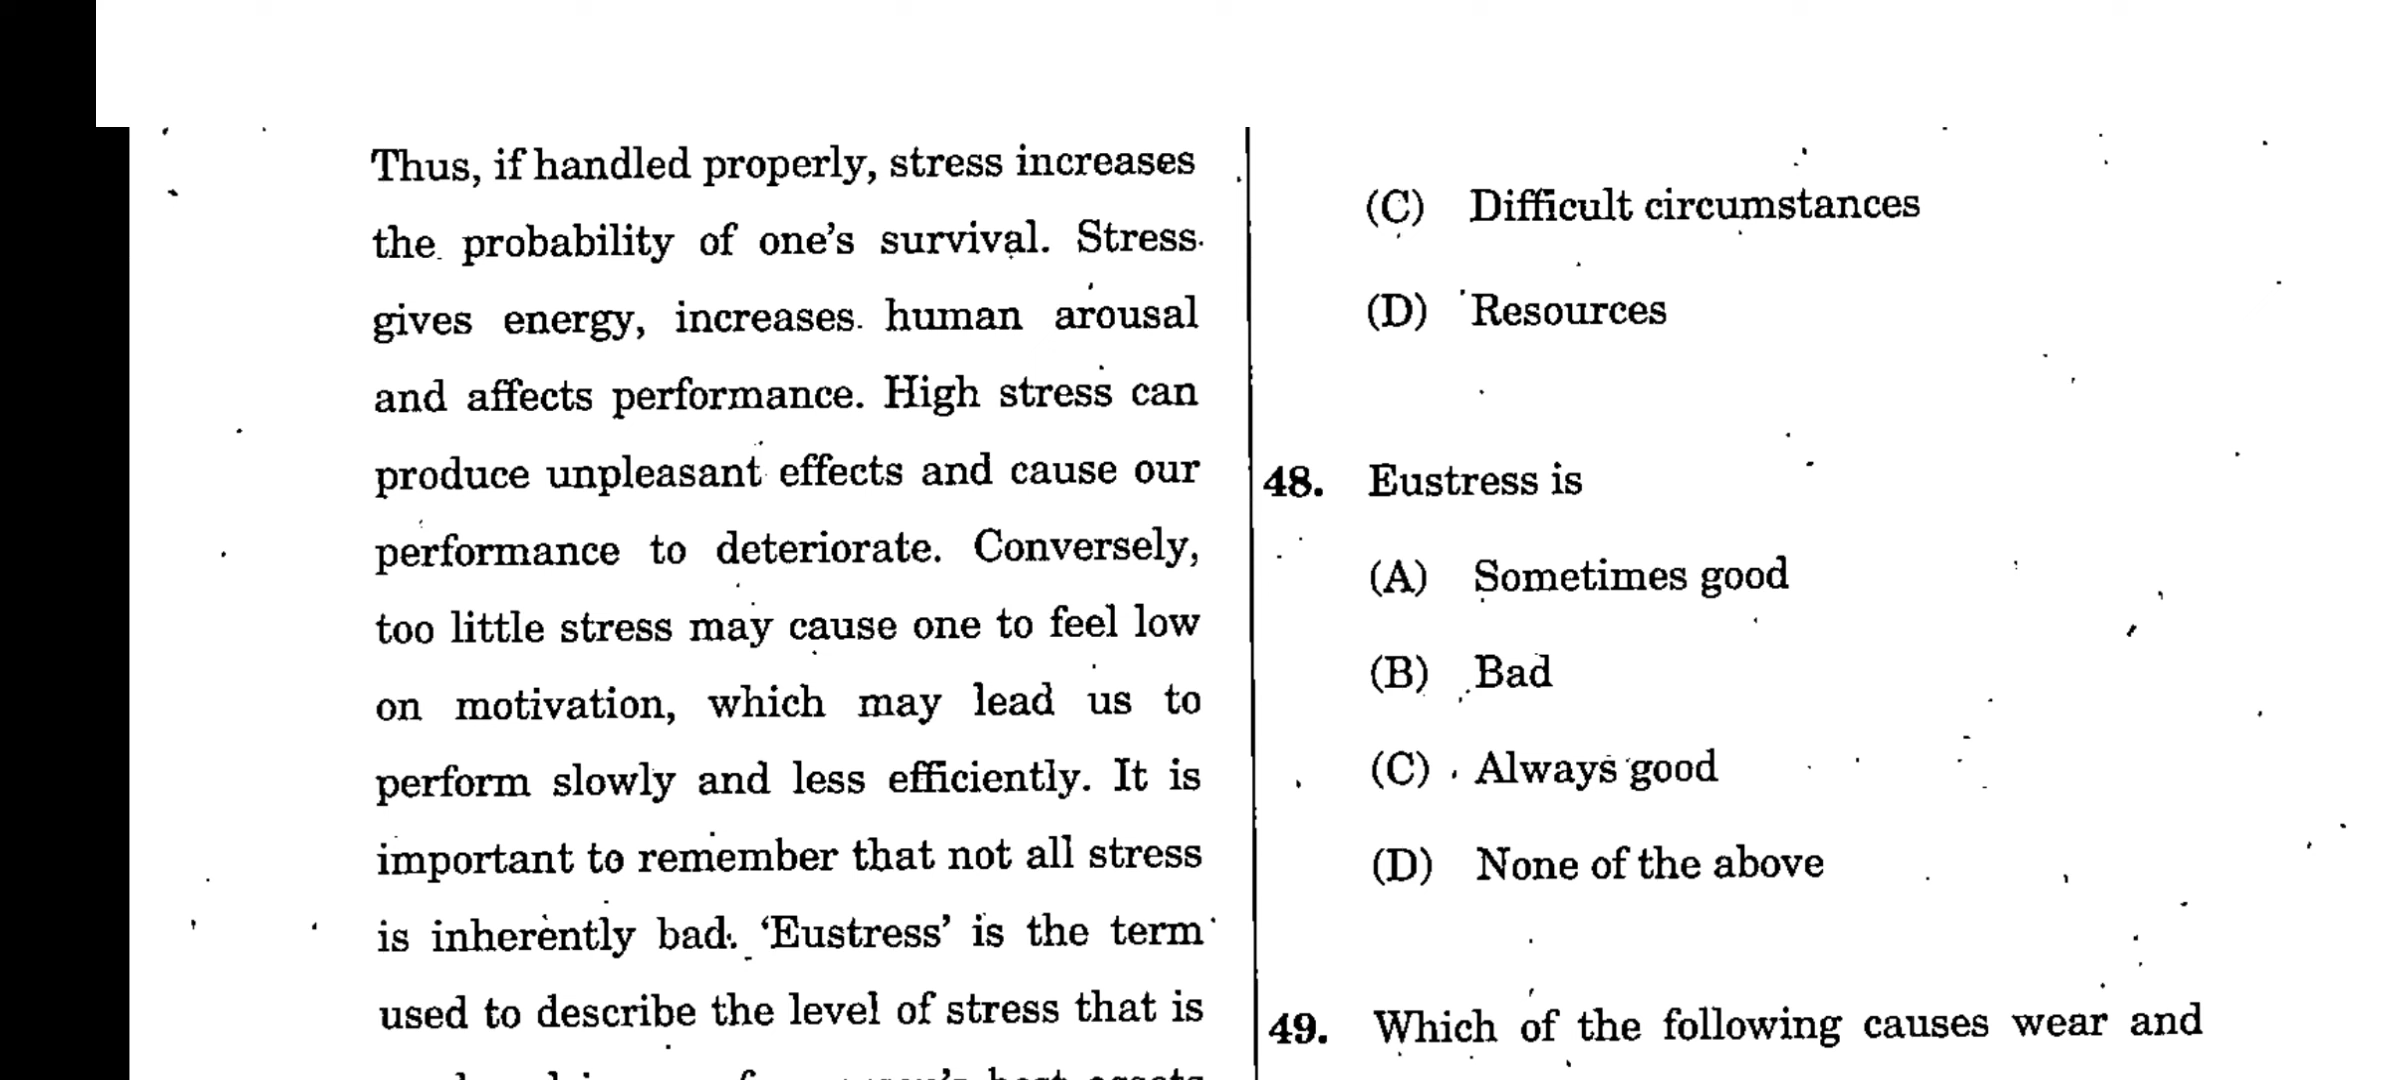 Thus, if handled properly, stress increases
the probability of one's survival. Stress
gives energy, increases human arousal
and affects performance. High stress can
produce unpleasant effects and cause our
performance to deteriorate. Conversely,
too little stress may cause one to feel low
on motivation, which may lead us to
perform slowly and less efficiently. It is
important to remember that not all stress
is inherently bad. 'Eustress' is the term
used to describe the level of stress that is
(C) Difficult circumstances
(D) Resources
48. Eustress is
(A) Sometimes good
(B) Bad
(C) Always good
(D) None of the above
49. Which of the following causes wear and